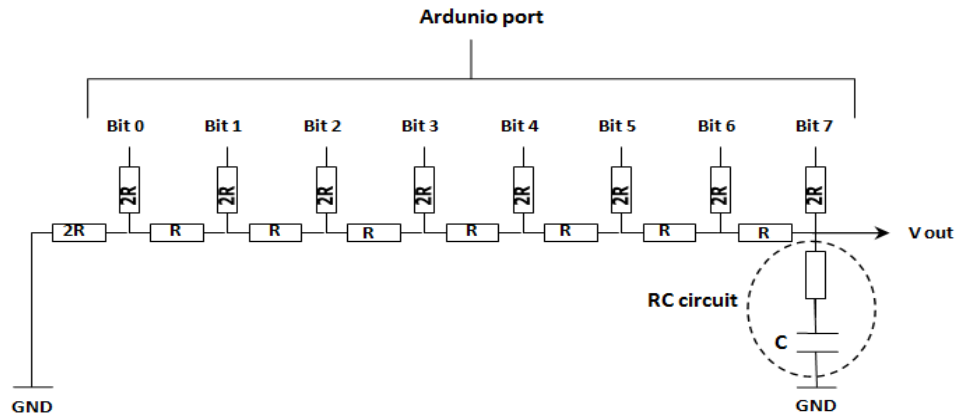 Ardunio port
Bit 0 Bit 1 Bit 2 Bit 3 Bit 4 Bit 5 Bit 6 Bit 7
2R 2R 2R 2R 2R 2R 2R 2R
2R R R R R R R R V out
RC circuit
C
GND GND